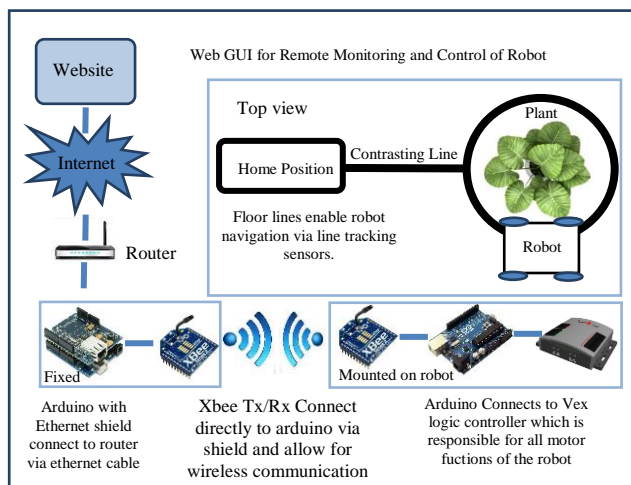 Website
Web GUI for Remote Monitoring and Control of Robot
Internet
Router
Top view
Plant
Home Position
Contrasting Line
Floor lines enable robot
navigation via line tracking
sensors.
Robot
Fixed
XBee
XBee
Mounted on robot
Arduino with
Ethernet shield
connect to router
via ethernet cable
Xbee Tx/Rx Connect
directly to arduino via
shield and allow for
wireless communication
Arduino Connects to Vex
logic controller which is
responsible for all motor
fuctions of the robot